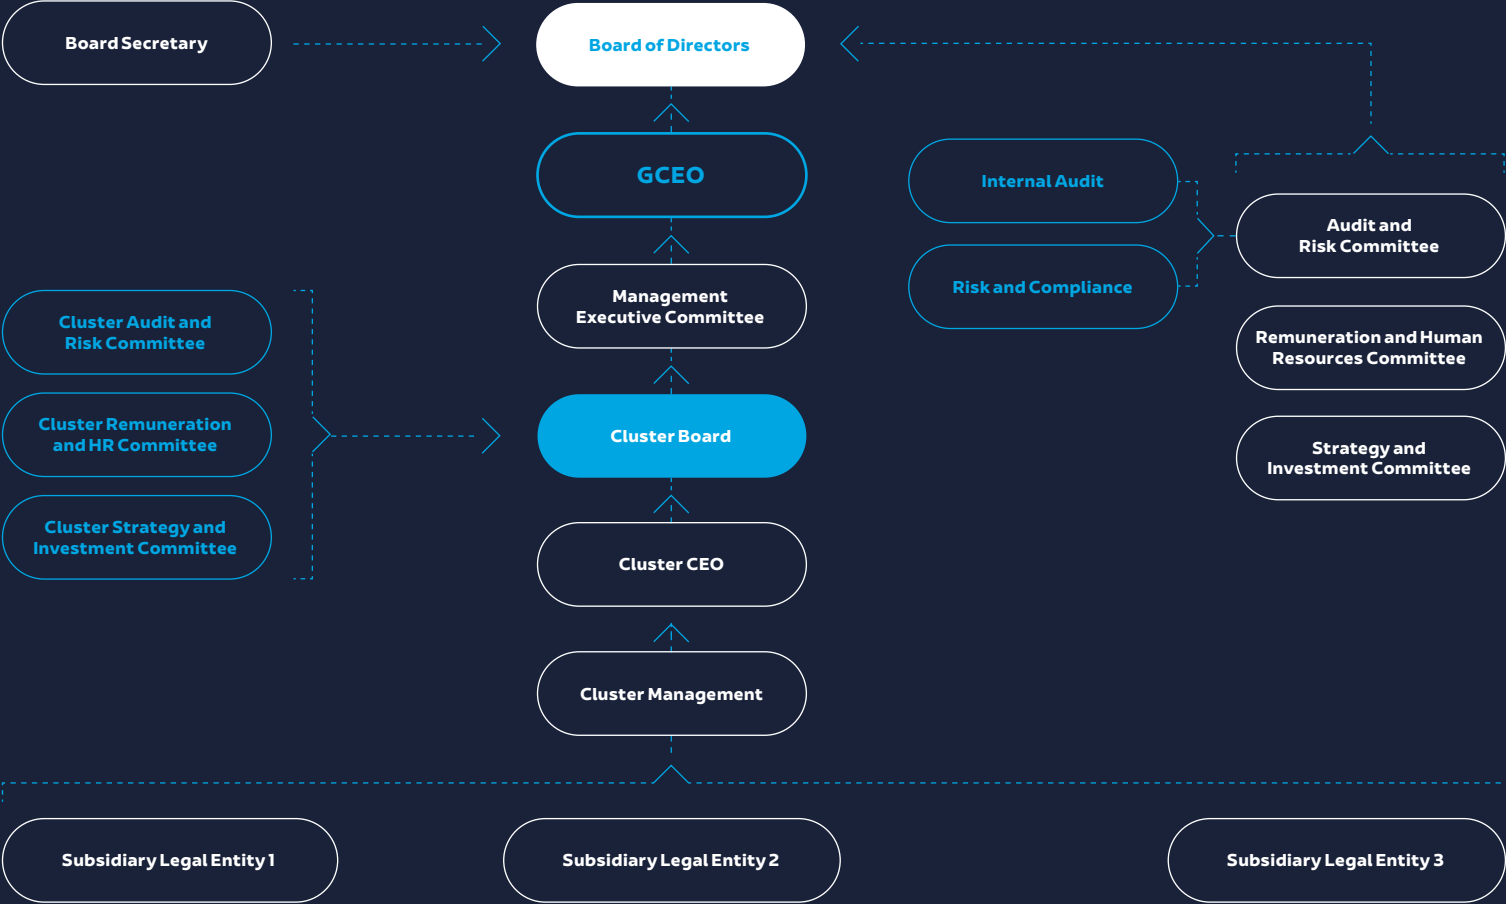 Board Secretary
Board of Directors
GCEO
Internal Audit
Risk and Compliance
Audit and
Risk Committee
Remuneration and Human
Resources Committee
Strategy and
Investment Committee
Management
Executive Committee
Cluster Audit and
Risk Committee
Cluster Remuneration
and HR Committee
Cluster Strategy and
Investment Committee
Cluster Board
Cluster CEO
Cluster Management
Subsidiary Legal Entity 1
Subsidiary Legal Entity 2
Subsidiary Legal Entity 3